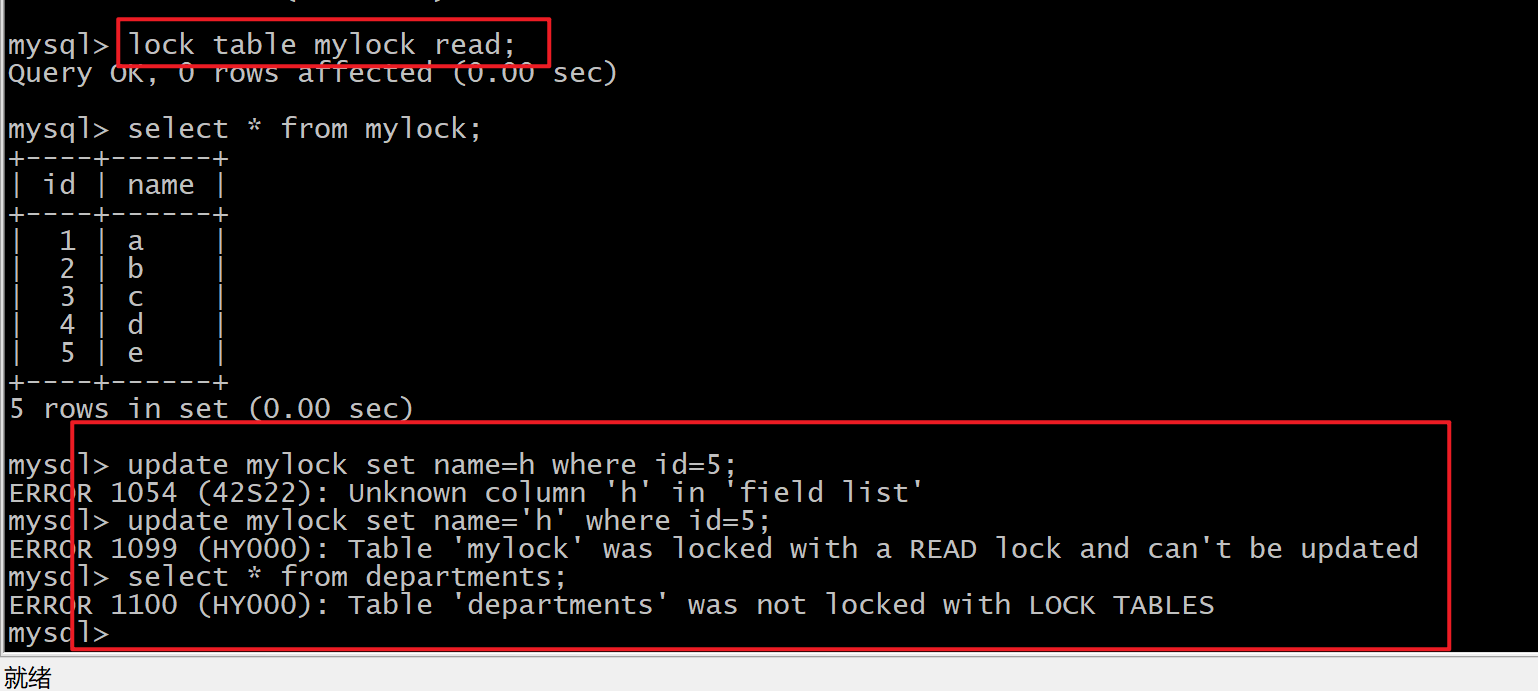 mysql> lock table mylock read;
Query OK, 0 rows affected (0.00 sec)
mysql> select * from mylock;
+----+------+
| id | name |
+----+------+
|  1 | a    |
|  2 | b    |
|  3 | c    |
|  4 | d    |
|  5 | e    |
+----+------+
5 rows in set (0.00 sec)
mysql> update mylock set name=h where id=5;
ERROR 1054 (42S22): Unknown column 'h' in 'field list'
mysql> update mylock set name='h' where id=5;
ERROR 1099 (HY000): Table 'mylock' was locked with a READ lock and can't be updated
mysql> select * from departments;
ERROR 1100 (HY000): Table 'departments' was not locked with LOCK TABLES
mysql>
就绪